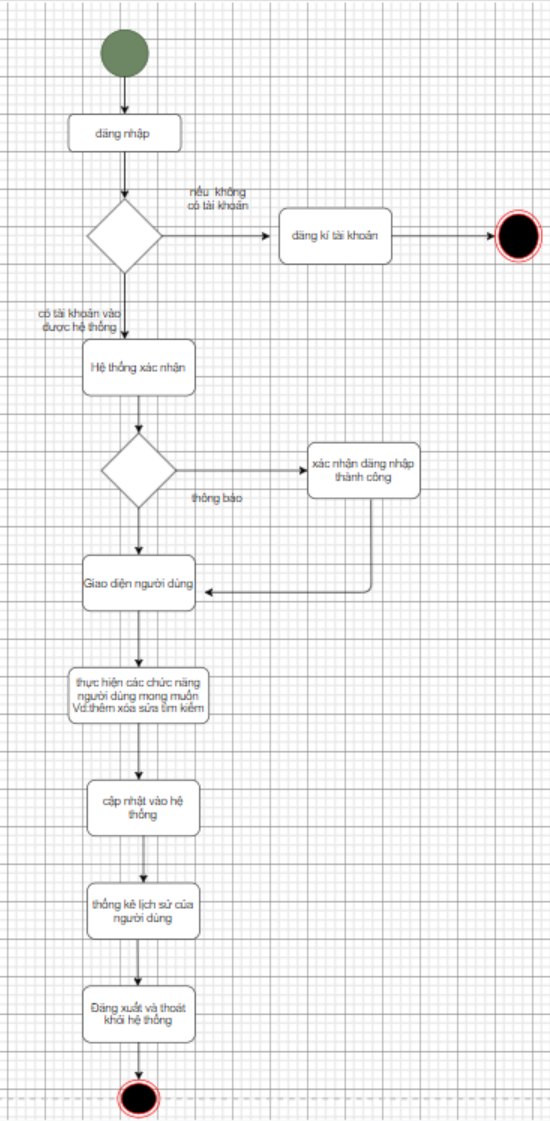 đăng nhập
nếu không
có tài khoản
đăng kí tài khoản
có tài khoản vào
được hệ thống
Hệ thống xác nhận
xác nhận đăng nhập
thành công
thông báo
Giao diện người dùng
thực hiện các chức năng
người dùng mong muốn
Vd:thêm xóa sửa tìm kiếm
cập nhật vào hệ
thống
thống kê lịch sử của
người dùng
Đăng xuất và thoát
khỏi hệ thống